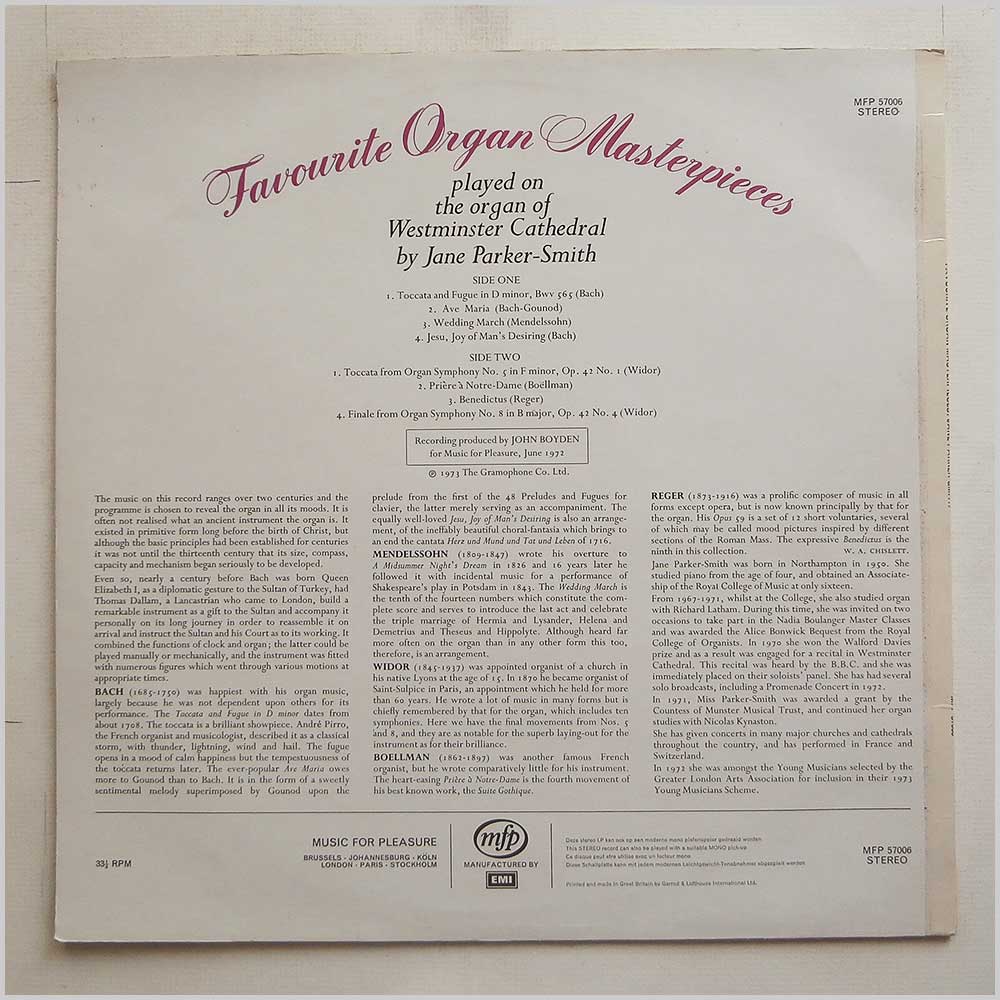 MFP 57006
STEREO
Favourite Organ Masterpieces
played on
the organ of
Westminster Cathedral
by Jane Parker-Smith
SIDE ONE
1. Toccata and Fugue in D minor, BWV 565 (Bach)
2. Ave Maria (Bach-Gounod)
3. Wedding March (Mendelssohn)
4. Jesu, Joy of Man's Desiring (Bach)
SIDE TWO
1. Toccata from Organ Symphony No. 5 in F minor, Op. 42 No. 1 (Widor)
2. Prière à Notre-Dame (Boëllman)
3. Benedictus (Reger)
4. Finale from Organ Symphony No. 8 in B major, Op. 42 No. 4 (Widor)
Recording produced by JOHN BOYDEN
for Music for Pleasure, June 1972
℗ 1973 The Gramophone Co. Ltd.
The music on this record ranges over two centuries and the
programme is chosen to reveal the organ in all its moods. It is
often not realised what an ancient instrument the organ is. It
existed in primitive form long before the birth of Christ, but
although the basic principles had been established for centuries
it was not until the thirteenth century that its size, compass,
capacity and mechanism began seriously to be developed.
Even so, nearly a century before Bach was born Queen
Elizabeth I, as a diplomatic gesture to the Sultan of Turkey, had
Thomas Dallam, a Lancastrian who came to London, build a
remarkable instrument as a gift to the Sultan and accompany it
personally on its long journey in order to reassemble it on
arrival and instruct the Sultan and his Court as to its working. It
combined the functions of clock and organ; the latter could be
played manually or mechanically, and the instrument was fitted
with numerous figures which went through various motions at
appropriate times.
BACH (1685-1750) was happiest with his organ music,
largely because he was not dependent upon others for its
performance. The Toccata and Fugue in D minor dates from
about 1708. The toccata is a brilliant showpiece. André Pirro,
the French organist and musicologist, described it as a classical
storm, with thunder, lightning, wind and hail. The fugue
opens in a mood of calm happiness but the tempestuousness of
the toccata returns later. The ever-popular Ave Maria owes
more to Gounod than to Bach. It is in the form of a sweetly
sentimental melody superimposed by Gounod upon the
prelude from the first of the 48 Preludes and Fugues for
clavier, the latter merely serving as an accompaniment. The
equally well-loved Jesu, Joy of Man's Desiring is also an arrange-
ment, of the ineffably beautiful choral-fantasia which brings to
an end the cantata Herz und Mund und Tat und Leben of 1716.
MENDELSSOHN (1809-1847) wrote his overture to
A Midsummer Night's Dream in 1826 and 16 years later he
followed it with incidental music for a performance of
Shakespeare's play in Potsdam in 1843. The Wedding March is
the tenth of the fourteen numbers which constitute the com-
plete score and serves to introduce the last act and celebrate
the triple marriage of Hermia and Lysander, Helena and
Demetrius and Theseus and Hippolyte. Although heard far
more often on the organ than in any other form this too,
therefore, is an arrangement.
WIDOR (1845-1937) was appointed organist of a church in
his native Lyons at the age of 15. In 1870 he became organist of
Saint-Sulpice in Paris, an appointment which he held for more
than 60 years. He wrote a lot of music in many forms but is
chiefly remembered by that for the organ, which includes ten
symphonies. Here we have the final movements from Nos. 5
and 8, and they are as notable for the superb laying-out for the
instrument as for their brilliance.
BOELLMAN (1862-1897) was another famous French
organist, but he wrote comparatively little for his instrument.
The heart-easing Prière à Notre-Dame is the fourth movement of
his best known work, the Suite Gothique.
REGER (1873-1916) was a prolific composer of music in all
forms except opera, but is now known principally by that for
the organ. His Opus 59 is a set of 12 short voluntaries, several
of which may be called mood pictures inspired by different
sections of the Roman Mass. The expressive Benedictus is the
ninth in this collection. W. A. CHISLETT.
Jane Parker-Smith was born in Northampton in 1950. She
studied piano from the age of four, and obtained an Associate-
ship of the Royal College of Music at only sixteen.
From 1967-1971, whilst at the College, she also studied organ
with Richard Latham. During this time, she was invited on two
occasions to take part in the Nadia Boulanger Master Classes
and was awarded the Alice Bonwick Bequest from the Royal
College of Organists. In 1970 she won the Walford Davies
prize and as a result was engaged for a recital in Westminster
Cathedral. This recital was heard by the B.B.C. and she was
immediately placed on their soloists' panel. She has had several
solo broadcasts, including a Promenade Concert in 1972.
In 1971, Miss Parker-Smith was awarded a grant by the
Countess of Munster Musical Trust, and continued her organ
studies with Nicolas Kynaston.
She has given concerts in many major churches and cathedrals
throughout the country, and has performed in France and
Switzerland.
In 1972 she was amongst the Young Musicians selected by the
Greater London Arts Association for inclusion in their 1973
Young Musicians Scheme.
33⅓ RPM
MUSIC FOR PLEASURE
BRUSSELS - JOHANNESBURG - KÖLN
LONDON - PARIS - STOCKHOLM
mfp
MANUFACTURED BY
EMI
Deze stereo LP kan ook op een moderne mono platenspeler gedraaid worden
This STEREO record can also be played with a suitable MONO pick-up
Ce disque peut être utilisé avec un lecteur mono
Diese Schallplatte kann mit jedem modernen Leichtgewicht-Tonabnehmer abgespielt werden
Printed and made in Great Britain by Garrod & Lofthouse International Ltd.
MFP 57006
STEREO